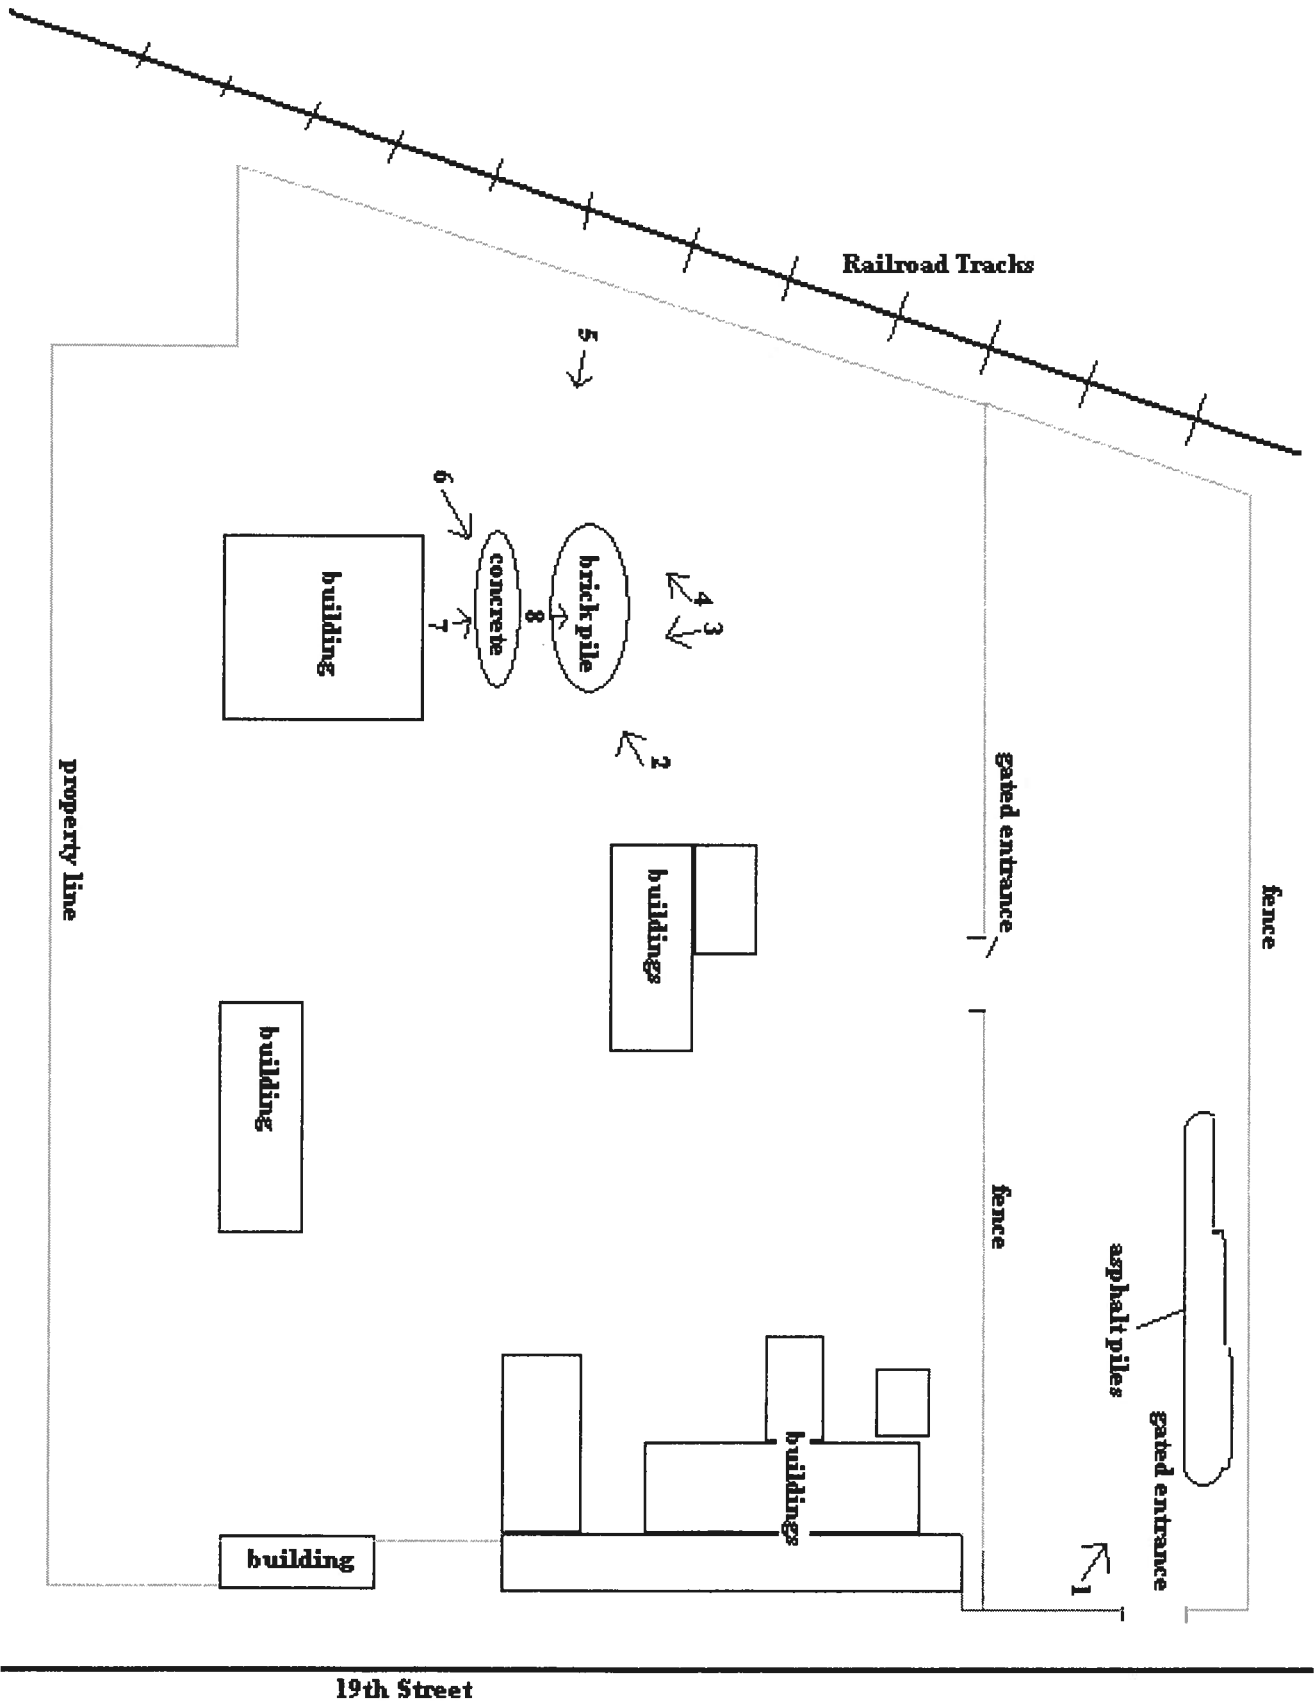 Railroad Tracks
5
6
building
concrete
brick pile
7
8
4
3
2
gated entrance
fence
property line
buildings
building
fence
asphalt piles
gated entrance
buildings
building
1
19th Street